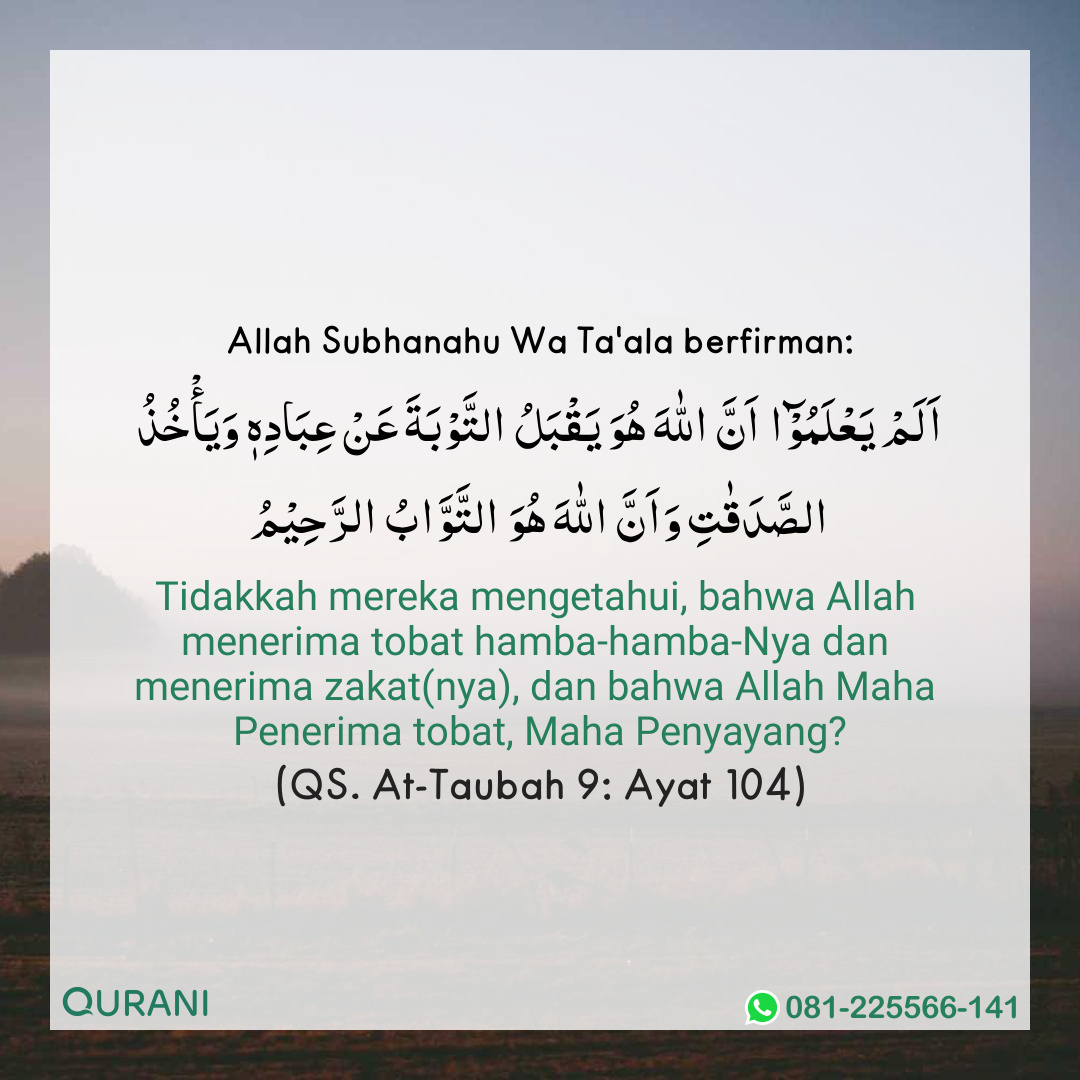 Allah Subhanahu Wa Ta'ala berfirman:
اَلَمْ يَعْلَمُوْۤا اَنَّ اللّٰهَ هُوَ يَقْبَلُ التَّوْبَةَ عَنْ عِبَادِهٖ وَيَأْخُذُ
الصَّدَقٰتِ وَاَنَّ اللّٰهَ هُوَ التَّوَّابُ الرَّحِيْمُ
Tidakkah mereka mengetahui, bahwa Allah
menerima tobat hamba-hamba-Nya dan
menerima zakat(nya), dan bahwa Allah Maha
Penerima tobat, Maha Penyayang?
(QS. At-Taubah 9: Ayat 104)
QURANI
081-225566-141